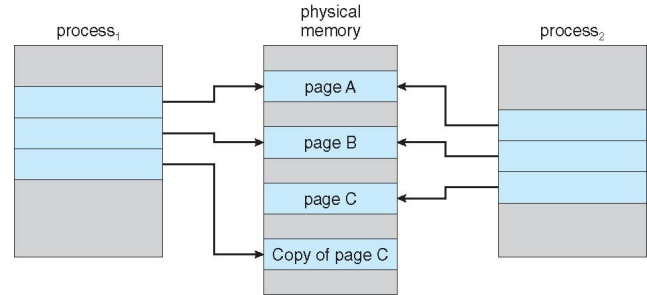 process₁
physical
memory
process₂
page A
page B
page C
Copy of page C